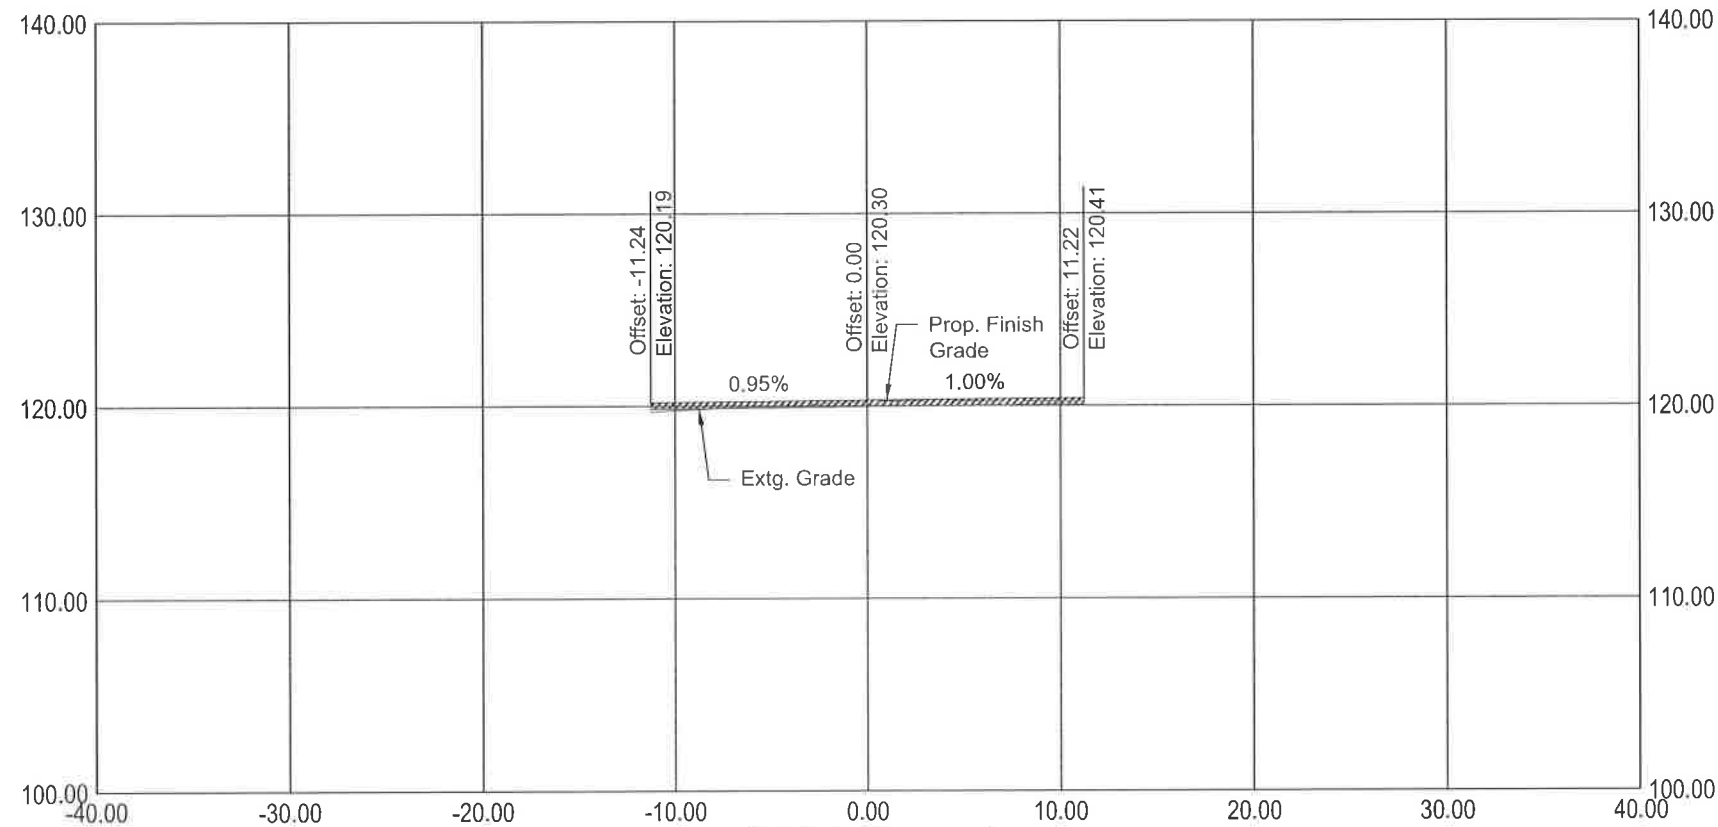 140.00
140.00
130.00
130.00
Offset: -11.24
Elevation: 120.19
Offset: 0.00
Elevation: 120.30
Offset: 11.22
Elevation: 120.41
Prop. Finish
Grade
0.95%
1.00%
120.00
120.00
Extg. Grade
110.00
110.00
100.00
100.00
-40.00
-30.00
-20.00
-10.00
0.00
10.00
20.00
30.00
40.00